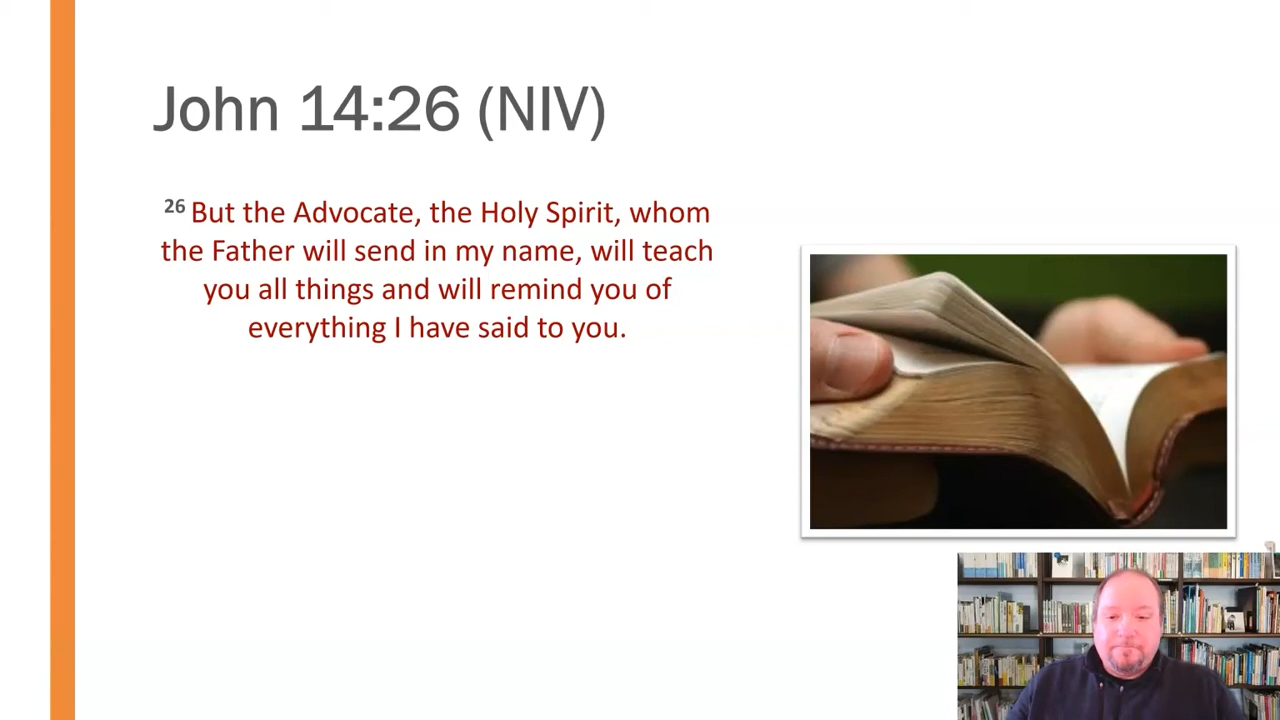 John 14:26 (NIV)
26 But the Advocate, the Holy Spirit, whom
the Father will send in my name, will teach
you all things and will remind you of
everything I have said to you.